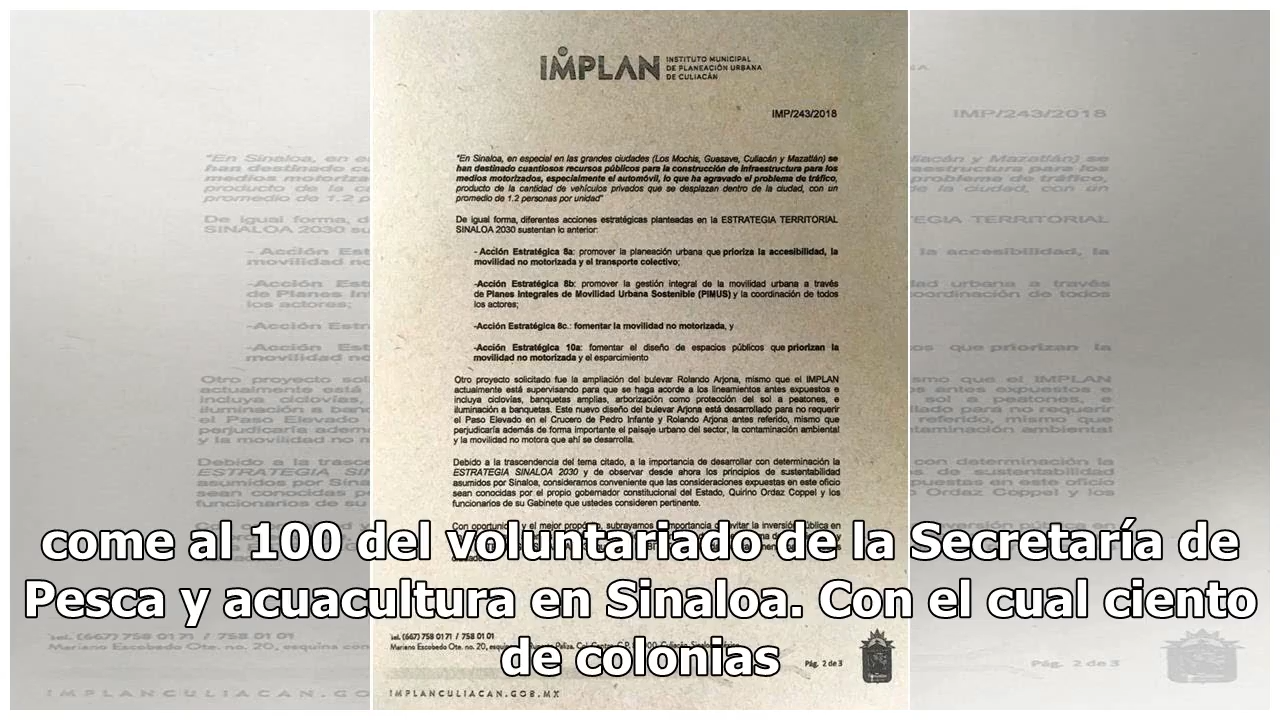 IMPLAN
INSTITUTO MUNICIPAL
DE PLANEACIÓN URBANA
DE CULIACÁN
IMP/243/2018
"En Sinaloa, en especial en las grandes ciudades (Los Mochis, Guasave, Culiacán y Mazatlán) se
han destinado cuantiosos recursos públicos para la construcción de infraestructura para los
medios motorizados, especialmente el automóvil, lo que ha agravado el problema de tráfico,
producto de la cantidad de vehículos privados que se desplazan dentro de la ciudad, con un
promedio de 1.2 personas por unidad"
De igual forma, diferentes acciones estratégicas planteadas en la ESTRATEGIA TERRITORIAL
SINALOA 2030 sustentan lo anterior:
- Acción Estratégica 8a: promover la planeación urbana que prioriza la accesibilidad, la
movilidad no motorizada y el transporte colectivo;
-Acción Estratégica 8b: promover la gestión integral de la movilidad urbana a través
de Planes Integrales de Movilidad Urbana Sostenible (PIMUS) y la coordinación de todos
los actores;
-Acción Estratégica 8c.: fomentar la movilidad no motorizada, y
-Acción Estratégica 10a: fomentar el diseño de espacios públicos que priorizan la
movilidad no motorizada y el esparcimiento
Otro proyecto solicitado fue la ampliación del bulevar Rolando Arjona, mismo que el IMPLAN
actualmente está supervisando para que se haga acorde a los lineamientos antes expuestos e
incluya ciclovías, banquetas amplias, arborización como protección del sol a peatones, e
iluminación a banquetas. Este nuevo diseño del bulevar Arjona está desarrollado para no requerir
el Paso Elevado en el Crucero de Pedro Infante y Rolando Arjona antes referido, mismo que
perjudicaría además de forma importante el paisaje urbano del sector, la contaminación ambiental
y la movilidad no motora que ahí se desarrolla.
Debido a la trascendencia del tema citado, a la importancia de desarrollar con determinación la
ESTRATEGIA SINALOA 2030 y de observar desde ahora los principios de sustentabilidad
asumidos por Sinaloa, consideramos conveniente que las consideraciones expuestas en este oficio
sean conocidas por el propio gobernador constitucional del Estado, Quirino Ordaz Coppel y los
funcionarios de su Gabinete que ustedes consideren pertinente.
Con y el mejor propósito, subrayamos inversión pública en
come al 100 del voluntariado de la Secretaría de
Pesca y acuacultura en Sinaloa. Con el cual ciento
de colonias
Tel. (667) 758 01 71 / 758 01 01
Mariano Escobedo Ote. no. 20,
Pág. 2 de 3
IMPLANCULIACAN.GOB.MX